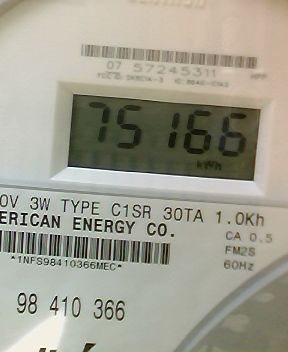 07 57245311
75166
kWh
0V 3W TYPE C1SR 30TA 1.0Kh
ERICAN ENERGY CO.
CA 0.5
FM2S
*1NFS98410366MEC*
60Hz
98 410 366